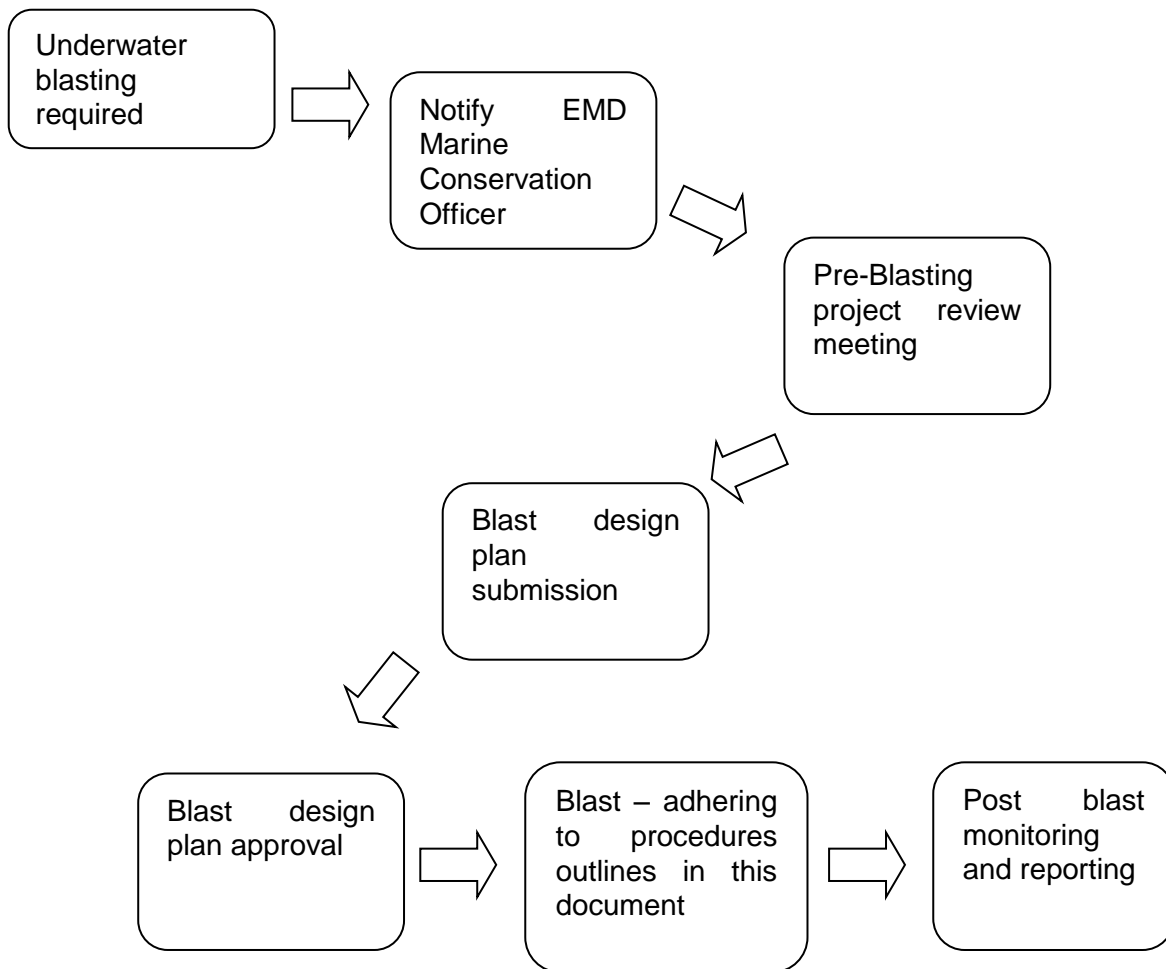 Underwater
blasting
required
Notify EMD
Marine
Conservation
Officer
Pre-Blasting
project review
meeting
Blast design
plan
submission
Blast design
plan approval
Blast – adhering
to procedures
outlines in this
document
Post blast
monitoring
and reporting